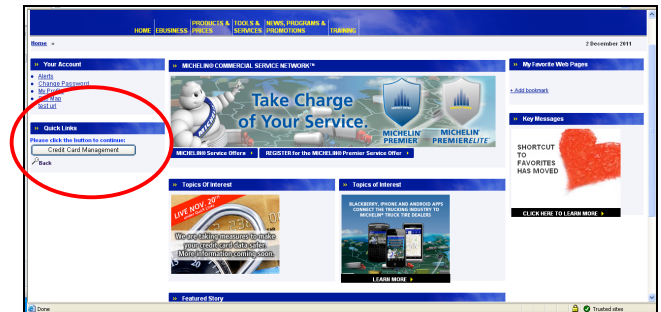 HOME EBUSINESS PRODUCTS & PRICES TOOLS & SERVICES NEWS, PROGRAMS & PROMOTIONS TRAINING
Home »
2 December 2011
» Your Account
Alerts
Change Password
test url
» Quick Links
Please click the button to continue:
Credit Card Management
Back
» MICHELIN® COMMERCIAL SERVICE NETWORK™
Take Charge
of Your Service.
MICHELIN
PREMIER
MICHELIN
PREMIERELITE
MICHELIN® Service Offers
REGISTER for the MICHELIN® Premier Service Offer
» Topics Of Interest
LIVE NOV. 20TH
We are taking measures to make
your credit card data safer.
More information coming soon.
» Topics of Interest
BLACKBERRY, IPHONE AND ANDROID APPS
CONNECT THE TRUCKING INDUSTRY TO
MICHELIN® TRUCK TIRE DEALERS
LEARN MORE
» Featured Story
» My Favorite Web Pages
+ Add bookmark
» Key Messages
SHORTCUT
TO
FAVORITES
HAS MOVED
CLICK HERE TO LEARN MORE
Done
Trusted sites